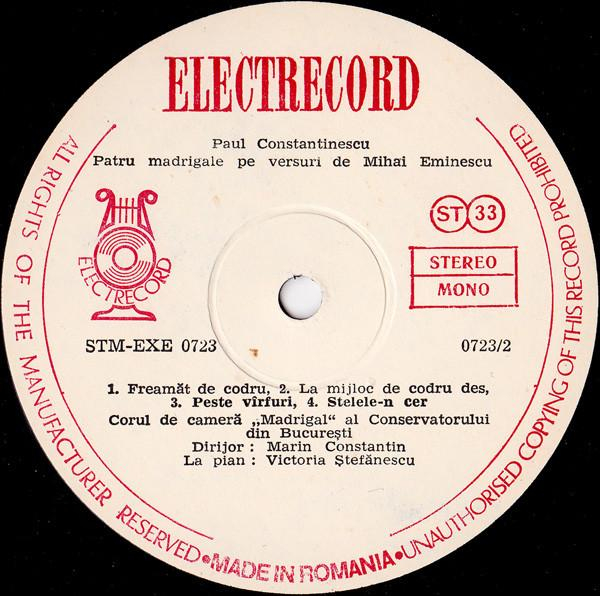 ELECTRECORD
Paul Constantinescu
Patru madrigale pe versuri de Mihai Eminescu
ELECTRECORD
ST 33
STEREO
MONO
STM-EXE 0723
0723/2
1. Freamăt de codru, 2. La mijloc de codru des,
3. Peste vîrfuri, 4. Stelele-n cer
Corul de cameră „Madrigal“ al Conservatorului
din Bucureşti
Dirijor : Marin Constantin
La pian : Victoria Ştefănescu
ALL RIGHTS OF THE MANUFACTURER RESERVED • MADE IN ROMANIA • UNAUTHORISED COPYING OF THIS RECORD PROHIBITED